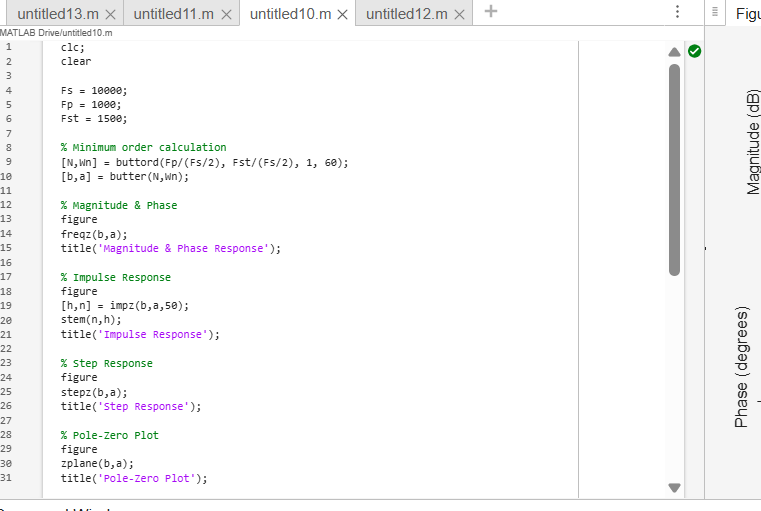 untitled13.m × untitled11.m × untitled10.m × untitled12.m × +
Figu
MATLAB Drive/untitled10.m
1 clc;
2 clear
3
4 Fs = 10000;
5 Fp = 1000;
6 Fst = 1500;
7
8 % Minimum order calculation
9 [N,Wn] = buttord(Fp/(Fs/2), Fst/(Fs/2), 1, 60);
10 [b,a] = butter(N,Wn);
11
12 % Magnitude & Phase
13 figure
14 freqz(b,a);
15 title('Magnitude & Phase Response');
16
17 % Impulse Response
18 figure
19 [h,n] = impz(b,a,50);
20 stem(n,h);
21 title('Impulse Response');
22
23 % Step Response
24 figure
25 stepz(b,a);
26 title('Step Response');
27
28 % Pole-Zero Plot
29 figure
30 zplane(b,a);
31 title('Pole-Zero Plot');
Magnitude (dB)
Phase (degrees)